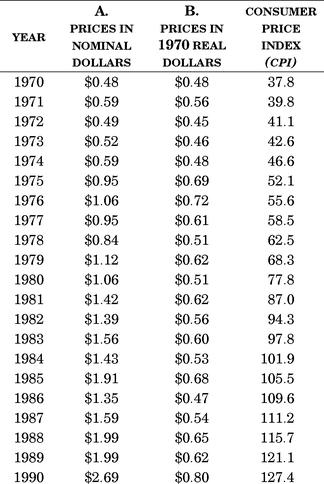 A. B. CONSUMER
PRICES IN PRICES IN PRICE
YEAR NOMINAL 1970 REAL INDEX
DOLLARS DOLLARS (CPI)
1970 $0.48 $0.48 37.8
1971 $0.59 $0.56 39.8
1972 $0.49 $0.45 41.1
1973 $0.52 $0.46 42.6
1974 $0.59 $0.48 46.6
1975 $0.95 $0.69 52.1
1976 $1.06 $0.72 55.6
1977 $0.95 $0.61 58.5
1978 $0.84 $0.51 62.5
1979 $1.12 $0.62 68.3
1980 $1.06 $0.51 77.8
1981 $1.42 $0.62 87.0
1982 $1.39 $0.56 94.3
1983 $1.56 $0.60 97.8
1984 $1.43 $0.53 101.9
1985 $1.91 $0.68 105.5
1986 $1.35 $0.47 109.6
1987 $1.59 $0.54 111.2
1988 $1.99 $0.65 115.7
1989 $1.99 $0.62 121.1
1990 $2.69 $0.80 127.4